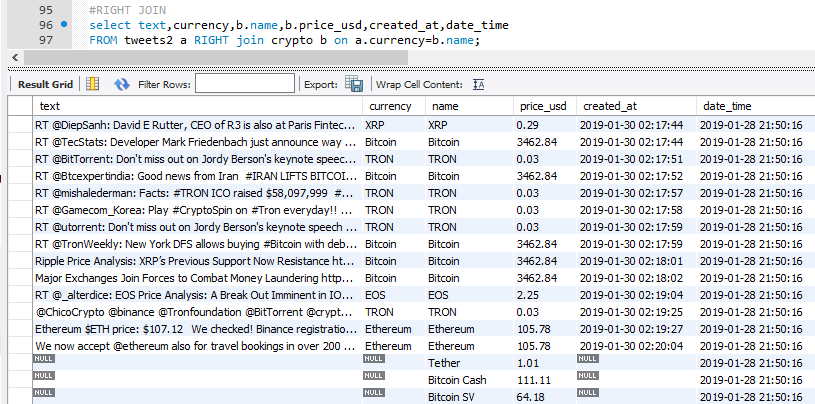 95 #RIGHT JOIN
96 select text,currency,b.name,b.price_usd,created_at,date_time
97 FROM tweets2 a RIGHT join crypto b on a.currency=b.name;
Result Grid Filter Rows: Export: Wrap Cell Content:
text currency name price_usd created_at date_time
RT @DiepSanh: David E Rutter, CEO of R3 is also at Paris Fintec... XRP XRP 0.29 2019-01-30 02:17:44 2019-01-28 21:50:16
RT @TecStats: Developer Mark Friedenbach just announce way ... Bitcoin Bitcoin 3462.84 2019-01-30 02:17:44 2019-01-28 21:50:16
RT @BitTorrent: Don't miss out on Jordy Berson's keynote speec... TRON TRON 0.03 2019-01-30 02:17:51 2019-01-28 21:50:16
RT @Btcexpertindia: Good news from Iran #IRAN LIFTS BITCOI... Bitcoin Bitcoin 3462.84 2019-01-30 02:17:52 2019-01-28 21:50:16
RT @mishalederman: Facts: #TRON ICO raised $58,097,999 #... TRON TRON 0.03 2019-01-30 02:17:57 2019-01-28 21:50:16
RT @Gamecom_Korea: Play #CryptoSpin on #Tron everyday!! ... TRON TRON 0.03 2019-01-30 02:17:58 2019-01-28 21:50:16
RT @utorrent: Don't miss out on Jordy Berson's keynote speech ... TRON TRON 0.03 2019-01-30 02:17:59 2019-01-28 21:50:16
RT @TronWeekly: New York DFS allows buying #Bitcoin with deb... Bitcoin Bitcoin 3462.84 2019-01-30 02:17:59 2019-01-28 21:50:16
Ripple Price Analysis: XRP's Previous Support Now Resistance ht... Bitcoin Bitcoin 3462.84 2019-01-30 02:18:01 2019-01-28 21:50:16
Major Exchanges Join Forces to Combat Money Laundering http... Bitcoin Bitcoin 3462.84 2019-01-30 02:18:02 2019-01-28 21:50:16
RT @_alterdice: EOS Price Analysis: A Break Out Imminent in IO... EOS EOS 2.25 2019-01-30 02:19:04 2019-01-28 21:50:16
@ChicoCrypto @binance @Tronfoundation @BitTorrent @crypt... TRON TRON 0.03 2019-01-30 02:19:25 2019-01-28 21:50:16
Ethereum $ETH price: $107.12 We checked! Binance registratio... Ethereum Ethereum 105.78 2019-01-30 02:19:27 2019-01-28 21:50:16
We now accept @ethereum also for travel bookings in over 200 ... Ethereum Ethereum 105.78 2019-01-30 02:20:04 2019-01-28 21:50:16
NULL NULL Tether 1.01 NULL 2019-01-28 21:50:16
NULL NULL Bitcoin Cash 111.11 NULL 2019-01-28 21:50:16
NULL NULL Bitcoin SV 64.18 NULL 2019-01-28 21:50:16